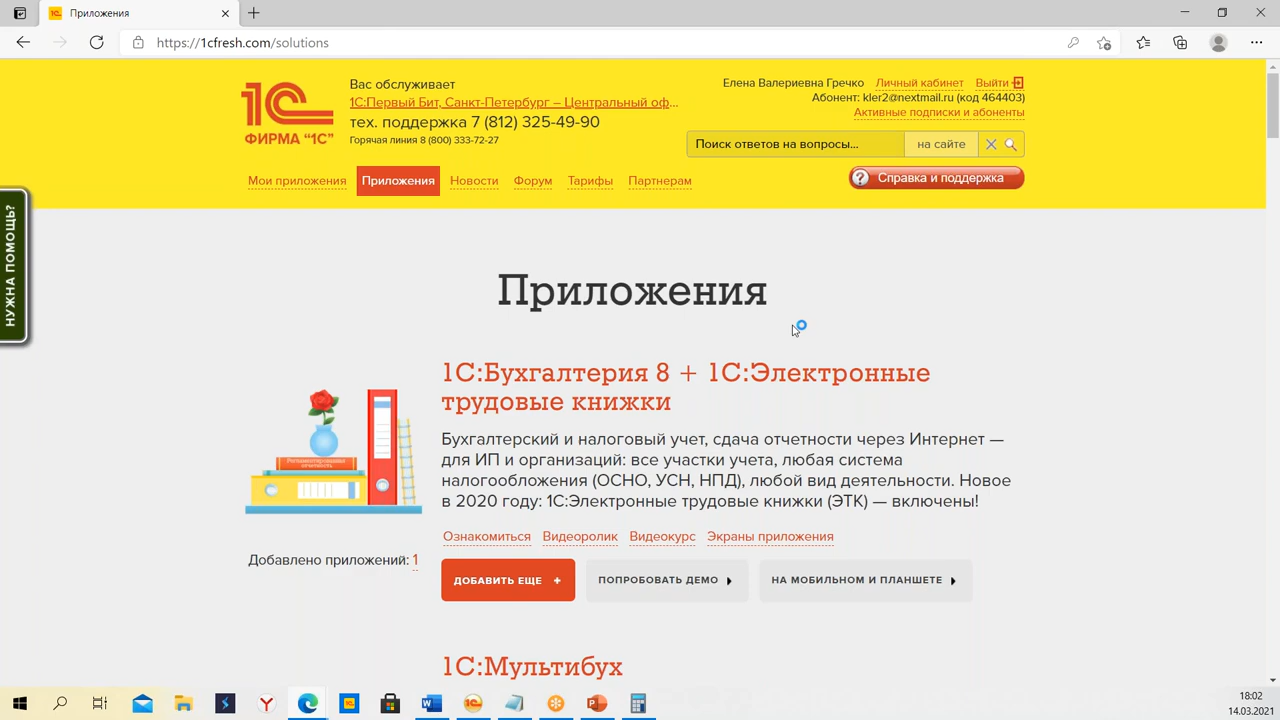 Приложения
https://1cfresh.com/solutions
1С
ФИРМА "1С"
Вас обслуживает
1С:Первый Бит, Санкт-Петербург – Центральный оф...
тех. поддержка 7 (812) 325-49-90
Горячая линия 8 (800) 333-72-27
Елена Валериевна Гречко Личный кабинет Выйти
Абонент: kler2@nextmail.ru (код 464403)
Активные подписки и абоненты
Поиск ответов на вопросы... на сайте
Мои приложения Приложения Новости Форум Тарифы Партнерам
? Справка и поддержка
НУЖНА ПОМОЩЬ?
Приложения
1С:Бухгалтерия 8 + 1С:Электронные
трудовые книжки
Бухгалтерский и налоговый учет, сдача отчетности через Интернет —
для ИП и организаций: все участки учета, любая система
налогообложения (ОСНО, УСН, НПД), любой вид деятельности. Новое
в 2020 году: 1С:Электронные трудовые книжки (ЭТК) — включены!
Ознакомиться Видеоролик Видеокурс Экраны приложения
Добавлено приложений: 1
ДОБАВИТЬ ЕЩЕ +
ПОПРОБОВАТЬ ДЕМО
НА МОБИЛЬНОМ И ПЛАНШЕТЕ
1С:Мультибух
18:02
14.03.2021